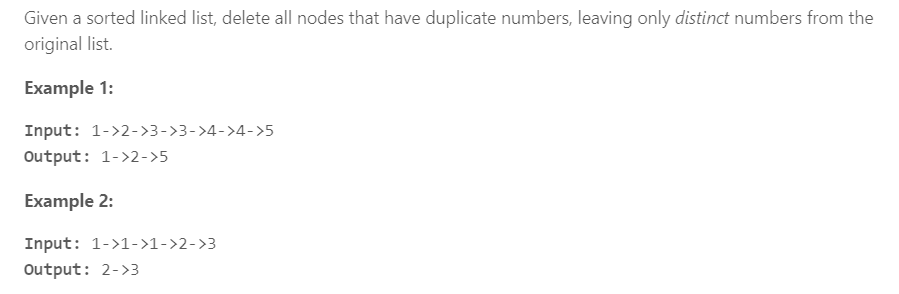 Given a sorted linked list, delete all nodes that have duplicate numbers, leaving only distinct numbers from the
original list.
Example 1:
Input: 1->2->3->3->4->4->5
Output: 1->2->5
Example 2:
Input: 1->1->1->2->3
Output: 2->3